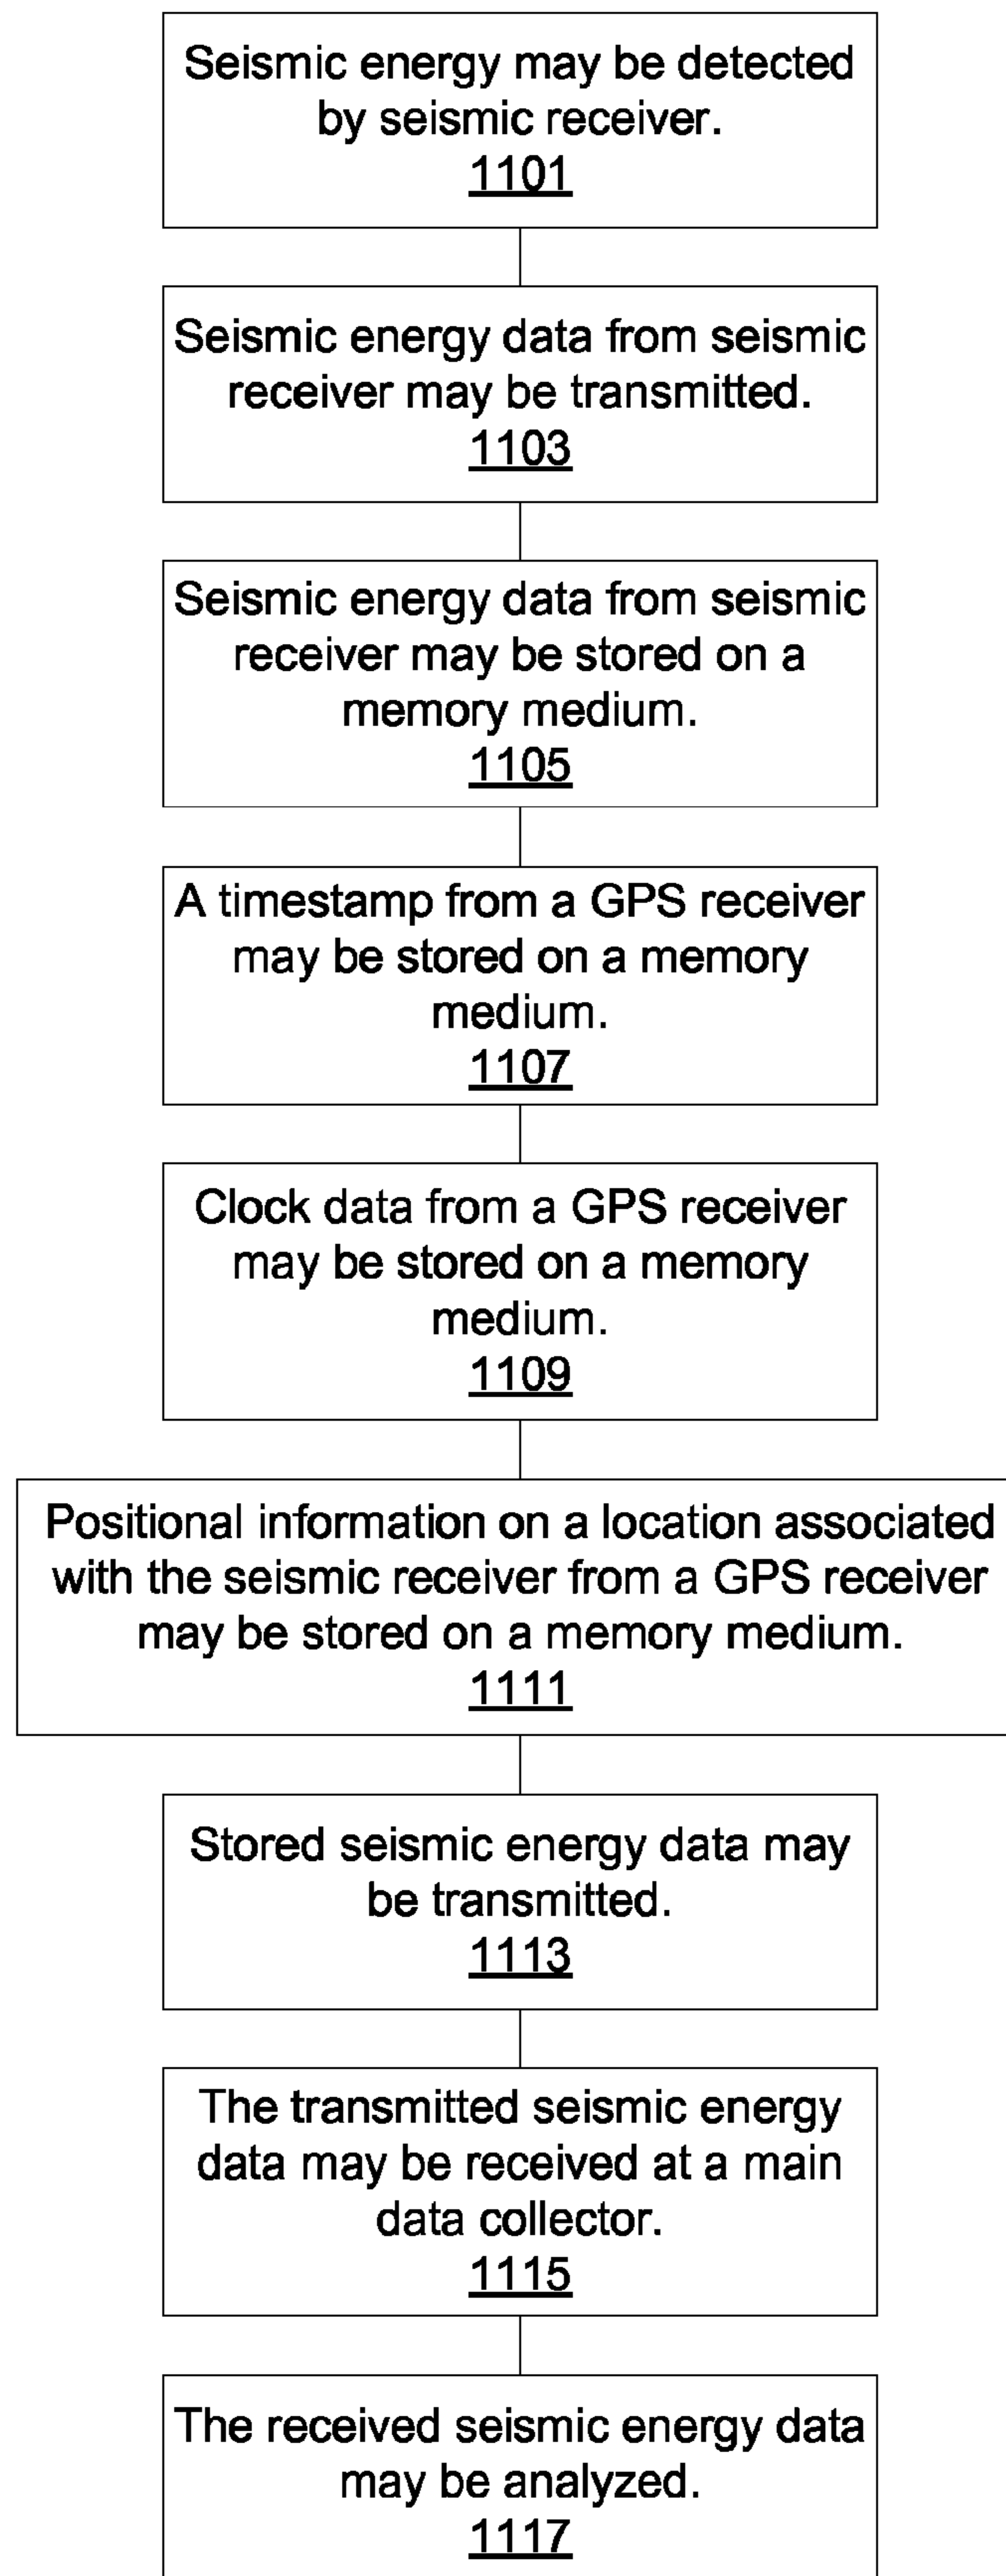 Seismic energy may be detected
by seismic receiver.
1101
Seismic energy data from seismic
receiver may be transmitted.
1103
Seismic energy data from seismic
receiver may be stored on a
memory medium.
1105
A timestamp from a GPS receiver
may be stored on a memory
medium.
1107
Clock data from a GPS receiver
may be stored on a memory
medium.
1109
Positional information on a location associated
with the seismic receiver from a GPS receiver
may be stored on a memory medium.
1111
Stored seismic energy data may
be transmitted.
1113
The transmitted seismic energy
data may be received at a main
data collector.
1115
The received seismic energy data
may be analyzed.
1117